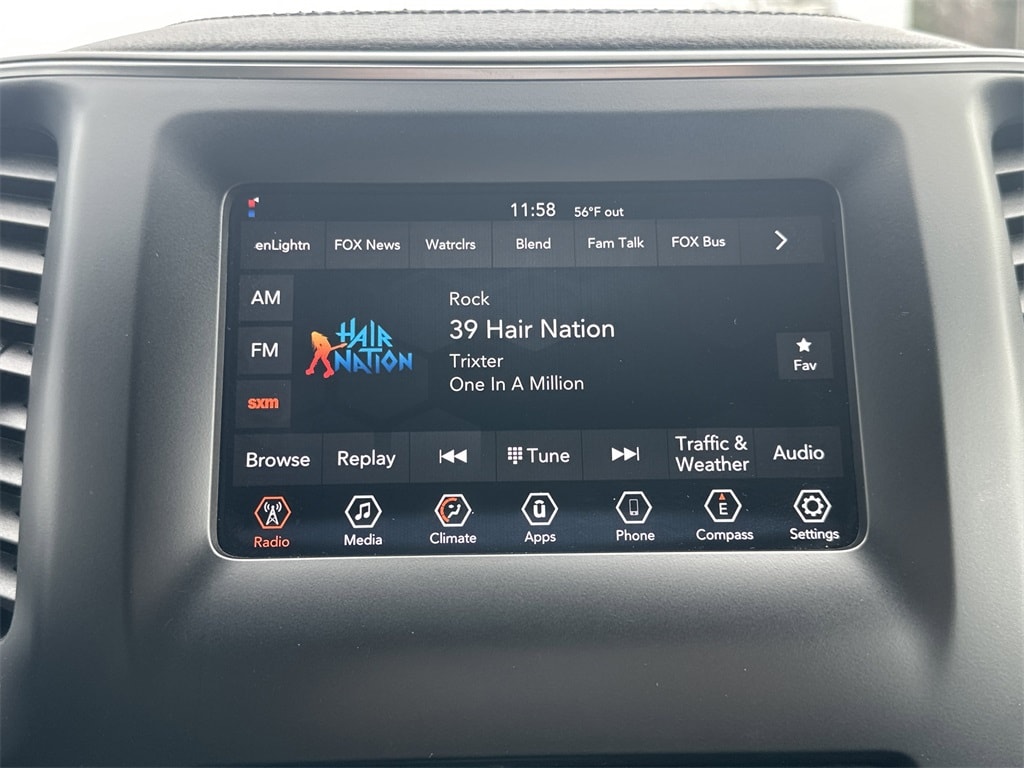 11:58 56°F out
enLightn FOX News Watrclrs Blend Fam Talk FOX Bus
AM
FM
sxm
HAIR
NATION
Rock
39 Hair Nation
Trixter
One In A Million
Fav
Browse Replay Tune Traffic &
Weather Audio
E
Radio Media Climate Apps Phone Compass Settings